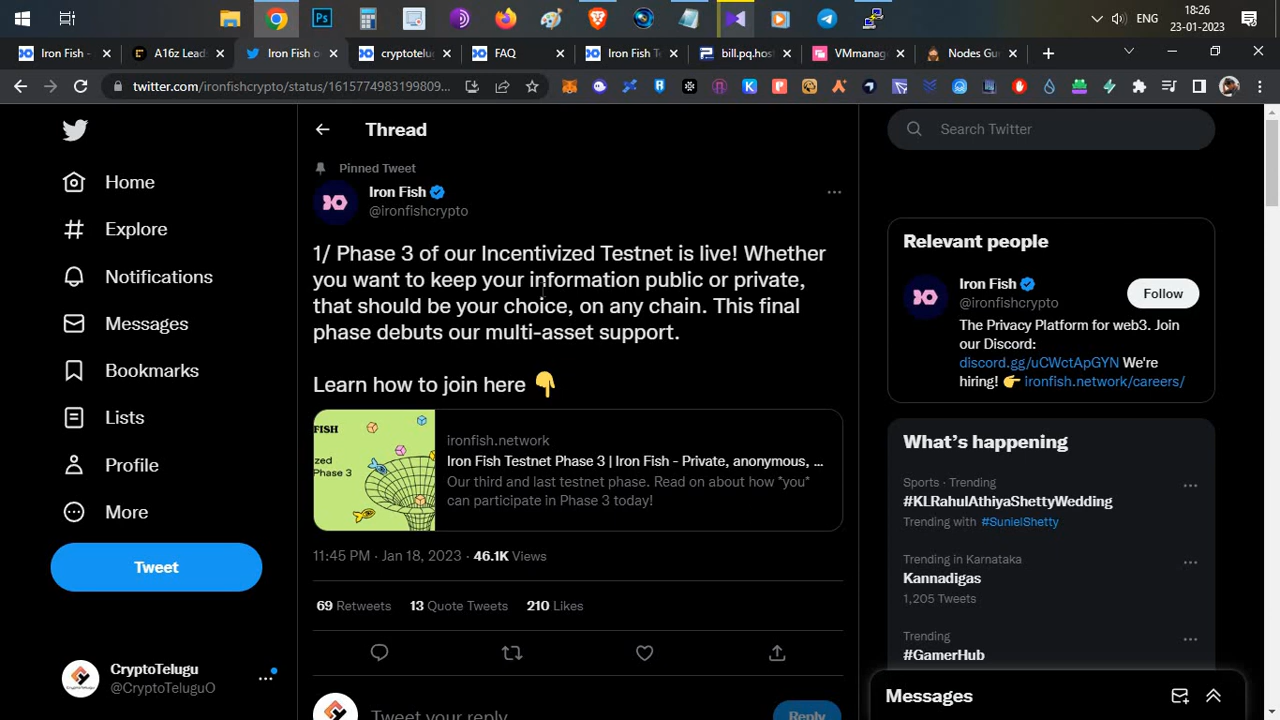 18:26
ENG
23-01-2023
Iron Fish -
A16z Lead
Iron Fish o
cryptotelu
FAQ
Iron Fish T
bill.pq.hos
VMmanage
Nodes Gu
twitter.com/ironfishcrypto/status/1615774983199809...
Thread
Search Twitter
Home
Explore
Notifications
Messages
Bookmarks
Lists
Profile
More
Tweet
CryptoTelugu
@CryptoTeluguO
Pinned Tweet
Iron Fish
@ironfishcrypto
1/ Phase 3 of our Incentivized Testnet is live! Whether
you want to keep your information public or private,
that should be your choice, on any chain. This final
phase debuts our multi-asset support.
Learn how to join here 👇
FISH
zed
Phase 3
ironfish.network
Iron Fish Testnet Phase 3 | Iron Fish - Private, anonymous, ...
Our third and last testnet phase. Read on about how *you*
can participate in Phase 3 today!
11:45 PM · Jan 18, 2023 · 46.1K Views
69 Retweets 13 Quote Tweets 210 Likes
Tweet your reply
Reply
Relevant people
Iron Fish
@ironfishcrypto
Follow
The Privacy Platform for web3. Join
our Discord:
discord.gg/uCWctApGYN We're
hiring! 👉 ironfish.network/careers/
What's happening
Sports · Trending
#KLRahulAthiyaShettyWedding
Trending with #SunielShetty
Trending in Karnataka
Kannadigas
1,205 Tweets
Trending
#GamerHub
Messages